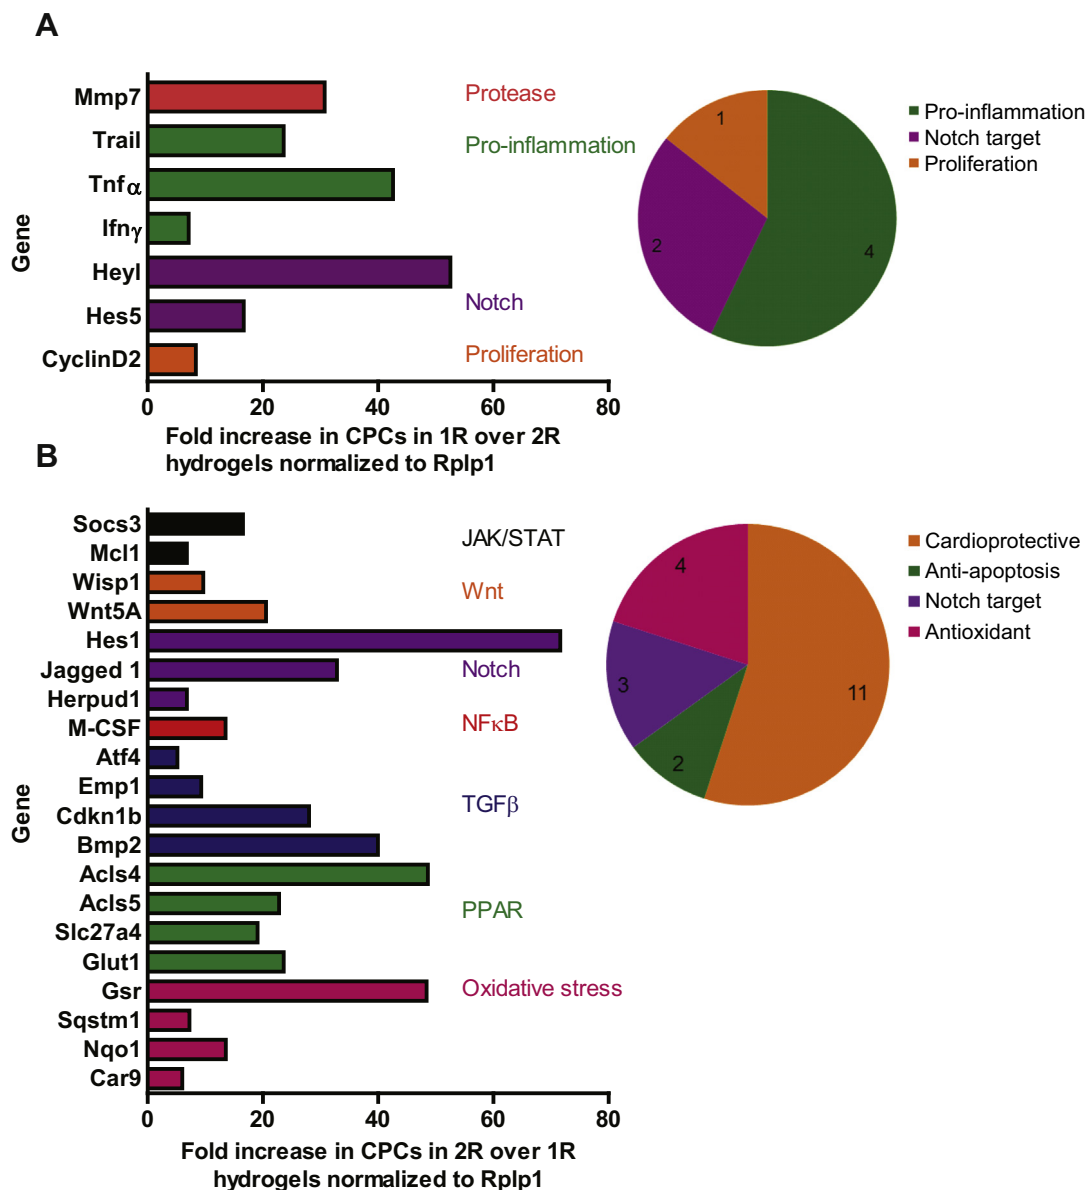 A
Mmp7
Trail
Tnfα
Ifnγ
Heyl
Hes5
CyclinD2
Gene
Protease
Pro-inflammation
Notch
Proliferation
0 20 40 60 80
Fold increase in CPCs in 1R over 2R
hydrogels normalized to Rplp1
1
2
4
Pro-inflammation
Notch target
Proliferation
B
Socs3
Mcl1
Wisp1
Wnt5A
Hes1
Jagged 1
Herpud1
M-CSF
Atf4
Emp1
Cdkn1b
Bmp2
Acls4
Acls5
Slc27a4
Glut1
Gsr
Sqstm1
Nqo1
Car9
Gene
JAK/STAT
Wnt
Notch
NFκB
TGFβ
PPAR
Oxidative stress
0 20 40 60 80
Fold increase in CPCs in 2R over 1R
hydrogels normalized to Rplp1
4
3
2
11
Cardioprotective
Anti-apoptosis
Notch target
Antioxidant